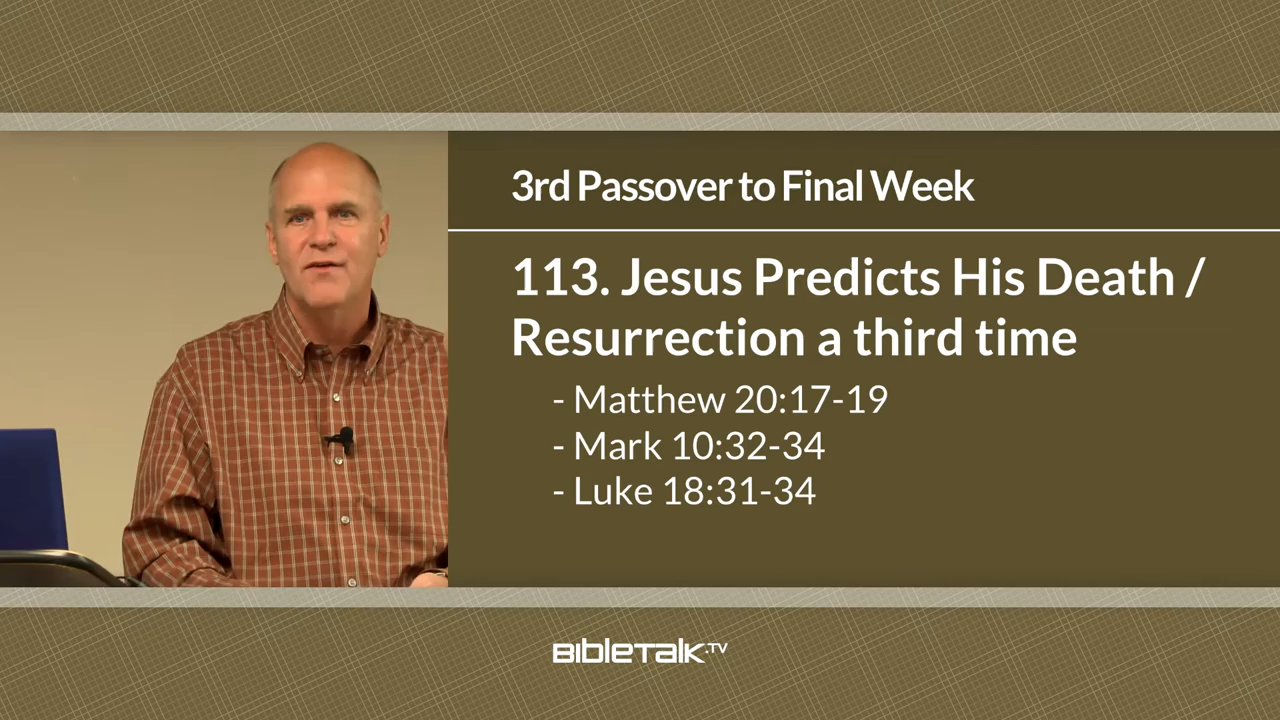 3rd Passover to Final Week
113. Jesus Predicts His Death /
Resurrection a third time
- Matthew 20:17-19
- Mark 10:32-34
- Luke 18:31-34
BIBLETALK.TV